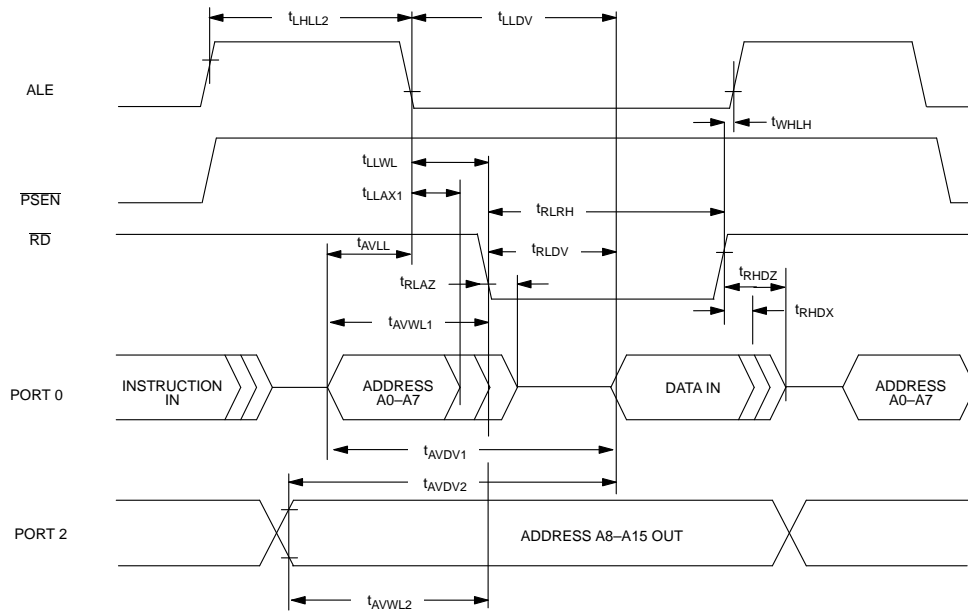 tLHLL2
tLLDV
ALE
tWHLH
tLLWL
PSEN
tLLAX1
tRLRH
RD
tAVLL
tRLDV
tRLAZ
tRHDZ
tAVWL1
tRHDX
PORT 0
INSTRUCTION
IN
ADDRESS
A0–A7
DATA IN
ADDRESS
A0–A7
tAVDV1
tAVDV2
PORT 2
ADDRESS A8–A15 OUT
tAVWL2